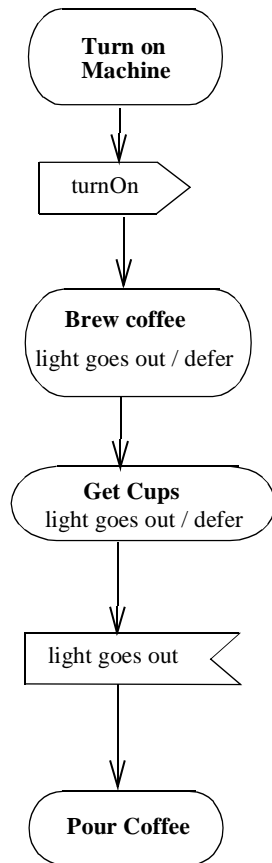 Turn on
Machine
turnOn
Brew coffee
light goes out / defer
Get Cups
light goes out / defer
light goes out
Pour Coffee